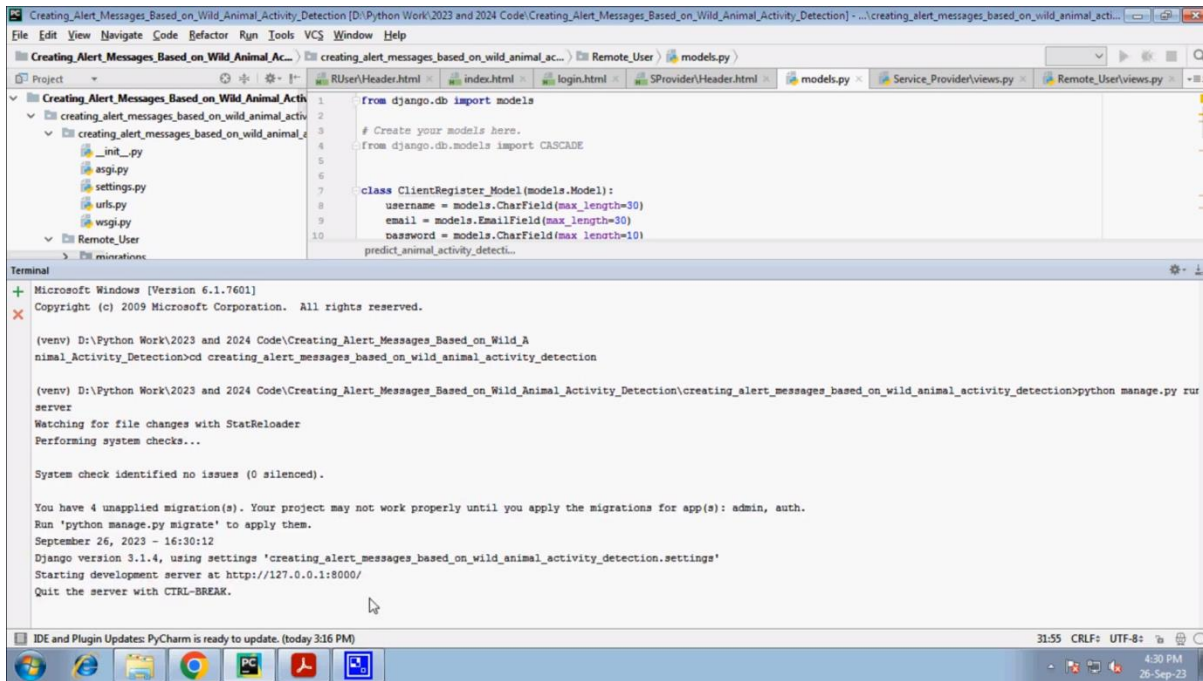 Creating_Alert_Messages_Based_on_Wild_Animal_Activity_Detection [D:\Python Work\2023 and 2024 Code\Creating_Alert_Messages_Based_on_Wild_Animal_Activity_Detection] - ...\creating_alert_messages_based_on_wild_animal_acti...
File Edit View Navigate Code Refactor Run Tools VCS Window Help
Creating_Alert_Messages_Based_on_Wild_Animal_Ac... creating_alert_messages_based_on_wild_animal_ac... Remote_User models.py
Project RUser\Header.html index.html login.html SProvider\Header.html models.py Service_Provider\views.py Remote_User\views.py
Creating_Alert_Messages_Based_on_Wild_Animal_Activ
creating_alert_messages_based_on_wild_animal_activ
creating_alert_messages_based_on_wild_animal_a
__init__.py
asgi.py
settings.py
urls.py
wsgi.py
Remote_User
migrations
1 from django.db import models
2
3 # Create your models here.
4 from django.db.models import CASCADE
5
6
7 class ClientRegister_Model(models.Model):
8 username = models.CharField(max_length=30)
9 email = models.EmailField(max_length=30)
10 password = models.CharField(max_length=10)
predict_animal_activity_detecti...
Terminal
Microsoft Windows [Version 6.1.7601]
Copyright (c) 2009 Microsoft Corporation. All rights reserved.
(venv) D:\Python Work\2023 and 2024 Code\Creating_Alert_Messages_Based_on_Wild_A
nimal_Activity_Detection>cd creating_alert_messages_based_on_wild_animal_activity_detection
(venv) D:\Python Work\2023 and 2024 Code\Creating_Alert_Messages_Based_on_Wild_Animal_Activity_Detection\creating_alert_messages_based_on_wild_animal_activity_detection>python manage.py run
server
Watching for file changes with StatReloader
Performing system checks...
System check identified no issues (0 silenced).
You have 4 unapplied migration(s). Your project may not work properly until you apply the migrations for app(s): admin, auth.
Run 'python manage.py migrate' to apply them.
September 26, 2023 - 16:30:12
Django version 3.1.4, using settings 'creating_alert_messages_based_on_wild_animal_activity_detection.settings'
Starting development server at http://127.0.0.1:8000/
Quit the server with CTRL-BREAK.
IDE and Plugin Updates: PyCharm is ready to update. (today 3:16 PM) 31:55 CRLF UTF-8
PC
4:30 PM
26-Sep-23